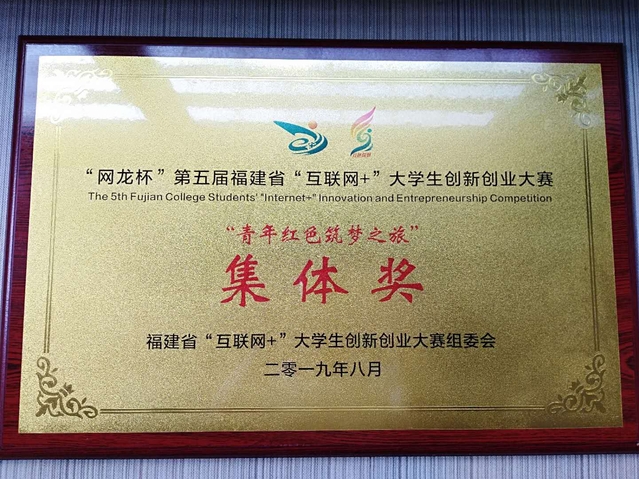 “网龙杯”第五届福建省“互联网+”大学生创新创业大赛
The 5th Fujian College Students' "Internet+" Innovation and Entrepreneurship Competition
“青年红色筑梦之旅”
集体奖
福建省“互联网+”大学生创新创业大赛组委会
二零一九年八月